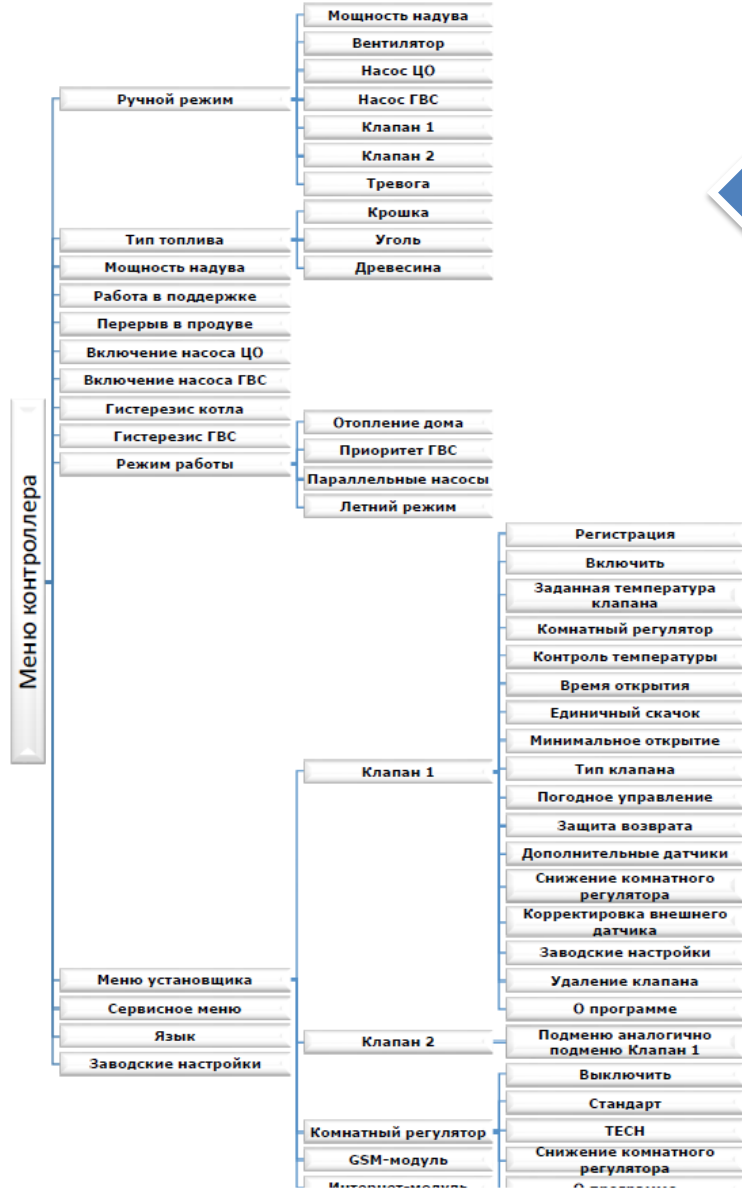 Мощность надува
Вентилятор
Насос ЦО
Ручной режим
Насос ГВС
Клапан 1
Клапан 2
Тревога
Крошка
Тип топлива
Уголь
Мощность надува
Древесина
Работа в поддержке
Перерыв в продуве
Включение насоса ЦО
Включение насоса ГВС
Гистерезис котла
Гистерезис ГВС
Режим работы
Отопление дома
Приоритет ГВС
Параллельные насосы
Летний режим
Меню контроллера
Регистрация
Включить
Заданная температура
клапана
Комнатный регулятор
Контроль температуры
Время открытия
Единичный скачок
Минимальное открытие
Клапан 1
Тип клапана
Погодное управление
Защита возврата
Дополнительные датчики
Снижение комнатного
регулятора
Корректировка внешнего
датчика
Заводские настройки
Меню установщика
Удаление клапана
Сервисное меню
О программе
Язык
Клапан 2
Подменю аналогично
подменю Клапан 1
Заводские настройки
Выключить
Стандарт
Комнатный регулятор
TECH
GSM-модуль
Снижение комнатного
регулятора
Интернет-модуль
О программе